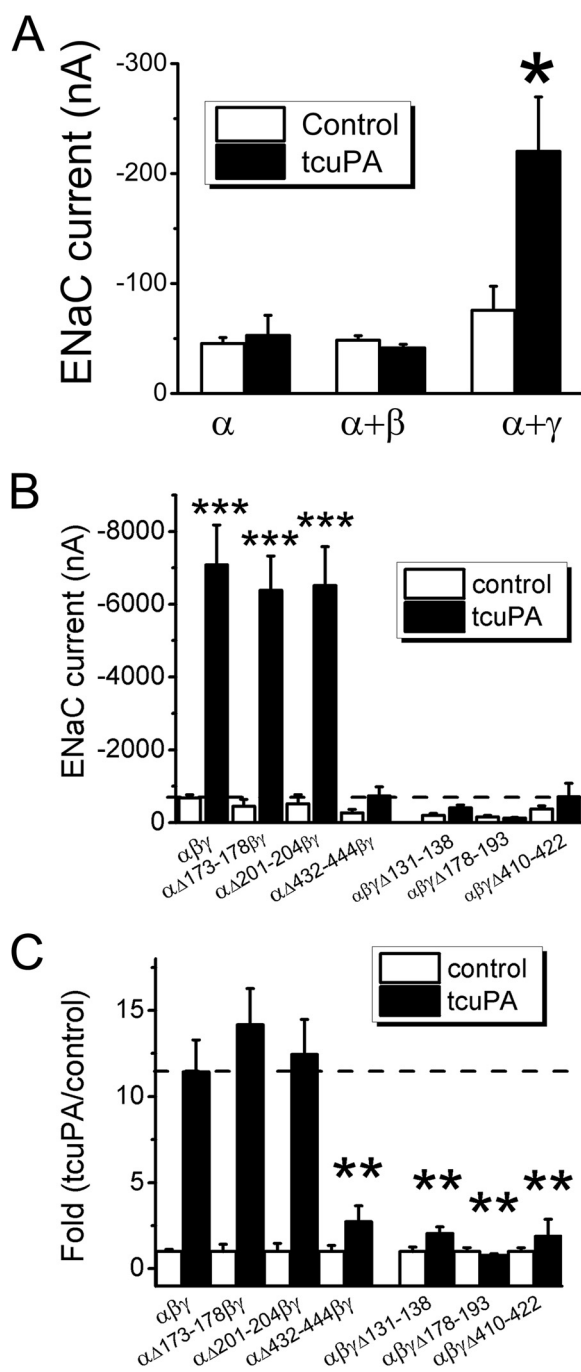 A
ENaC current (nA)
-300
-200
-100
0
Control
tcuPA
*
α
α+β
α+γ
B
ENaC current (nA)
-8000
-6000
-4000
-2000
0
***
***
***
control
tcuPA
αβγ
αΔ173-178βγ
αΔ201-204βγ
αΔ432-444βγ
αβγΔ131-138
αβγΔ178-193
αβγΔ410-422
C
Fold (tcuPA/control)
15
10
5
0
control
tcuPA
**
**
**
**
αβγ
αΔ173-178βγ
αΔ201-204βγ
αΔ432-444βγ
αβγΔ131-138
αβγΔ178-193
αβγΔ410-422